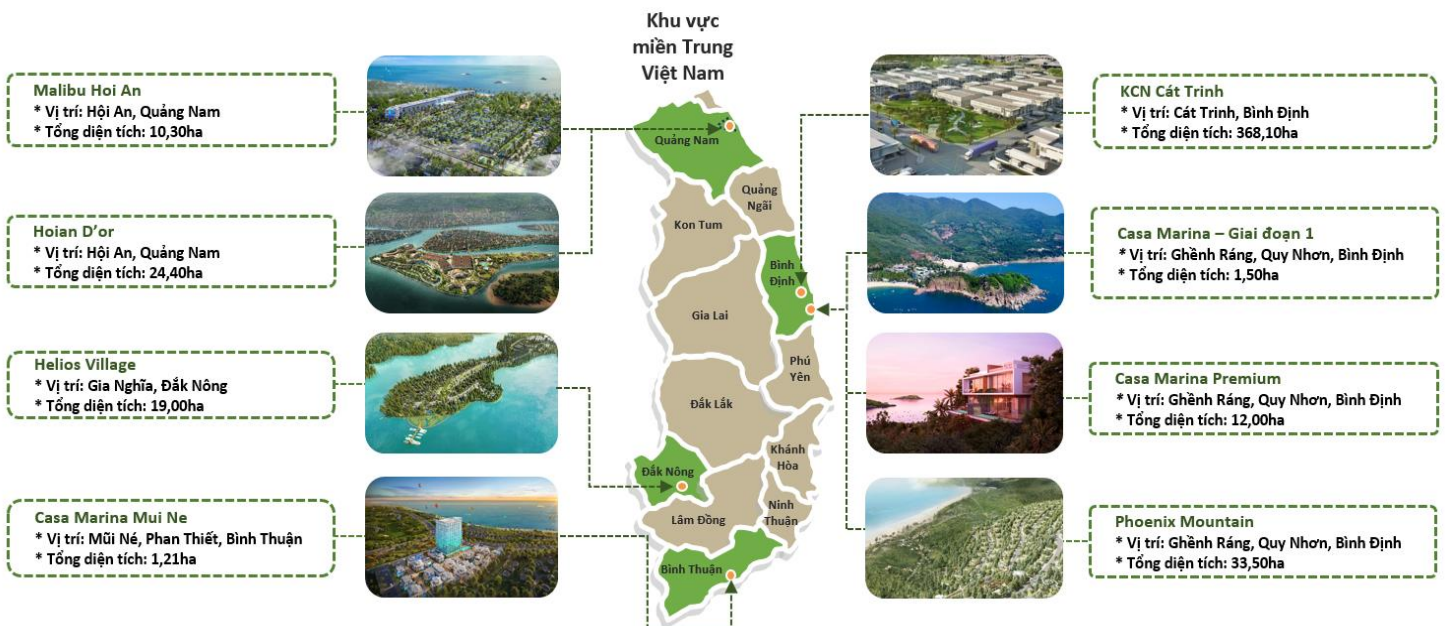 Khu vực
miền Trung
Việt Nam
Malibu Hoi An
* Vị trí: Hội An, Quảng Nam
* Tổng diện tích: 10,30ha
Hoian D’or
* Vị trí: Hội An, Quảng Nam
* Tổng diện tích: 24,40ha
Helios Village
* Vị trí: Gia Nghĩa, Đắk Nông
* Tổng diện tích: 19,00ha
Casa Marina Mui Ne
* Vị trí: Mũi Né, Phan Thiết, Bình Thuận
* Tổng diện tích: 1,21ha
Quảng Nam
Quảng
Ngãi
Kon Tum
Bình
Định
Gia Lai
Phú
Yên
Đắk Lắk
Khánh
Hòa
Đắk Nông
Ninh
Thuận
Lâm Đồng
Bình Thuận
KCN Cát Trinh
* Vị trí: Cát Trinh, Bình Định
* Tổng diện tích: 368,10ha
Casa Marina – Giai đoạn 1
* Vị trí: Ghềnh Ráng, Quy Nhơn, Bình Định
* Tổng diện tích: 1,50ha
Casa Marina Premium
* Vị trí: Ghềnh Ráng, Quy Nhơn, Bình Định
* Tổng diện tích: 12,00ha
Phoenix Mountain
* Vị trí: Ghềnh Ráng, Quy Nhơn, Bình Định
* Tổng diện tích: 33,50ha